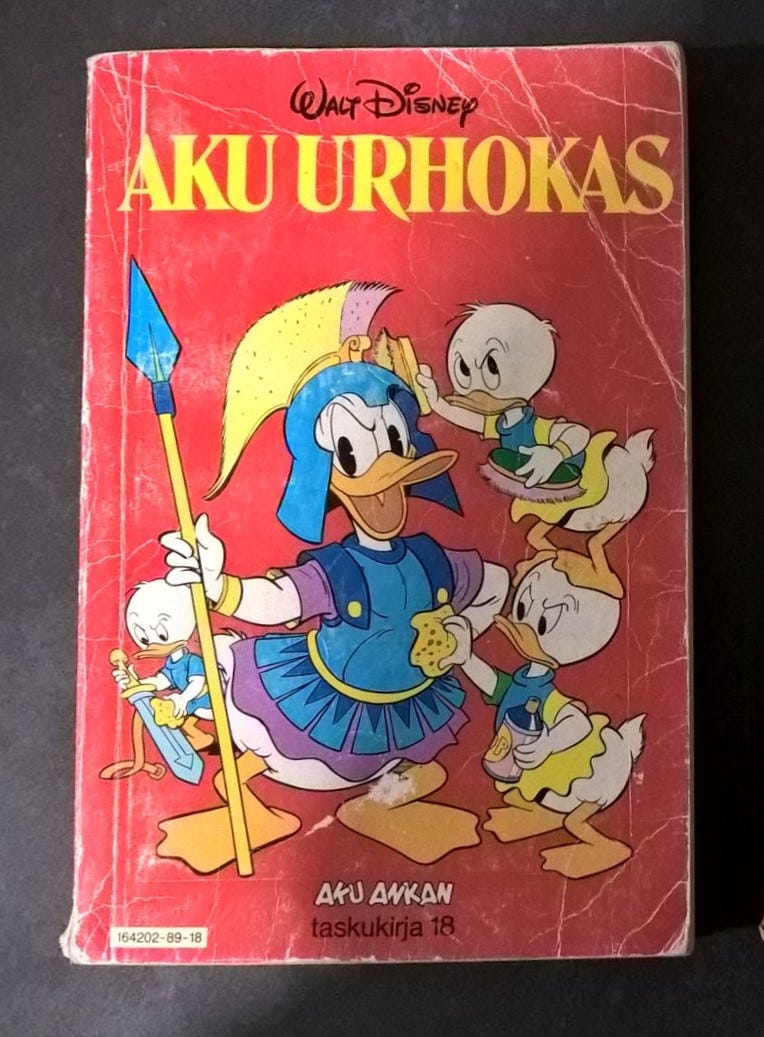 WALT DISNEY
AKU URHOKAS
AKU ANKAN
taskukirja 18
164202-89-18